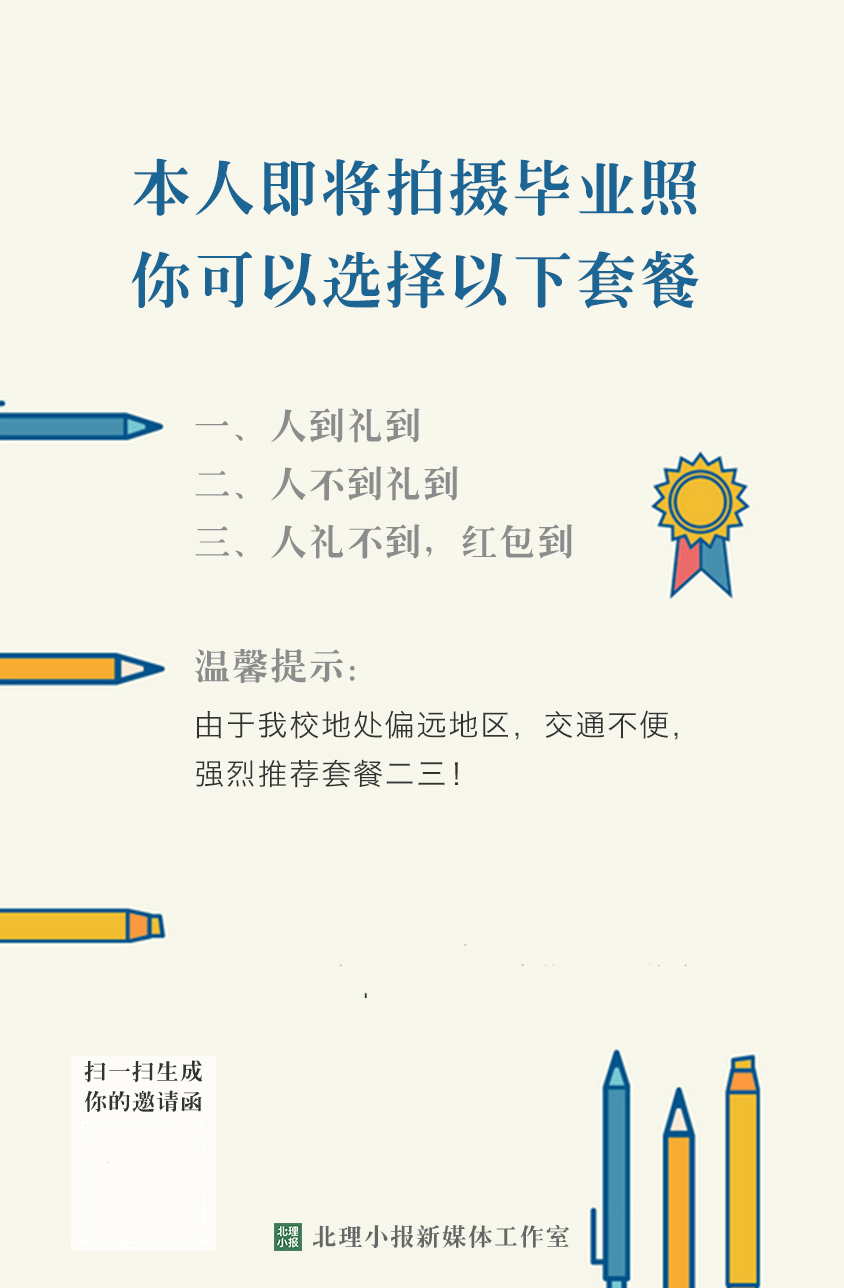 本人即将拍摄毕业照
你可以选择以下套餐
一、人到礼到
二、人不到礼到
三、人礼不到，红包到
温馨提示：
由于我校地处偏远地区，交通不便，
强烈推荐套餐二三！
扫一扫生成
你的邀请函
北理
小报
北理小报新媒体工作室